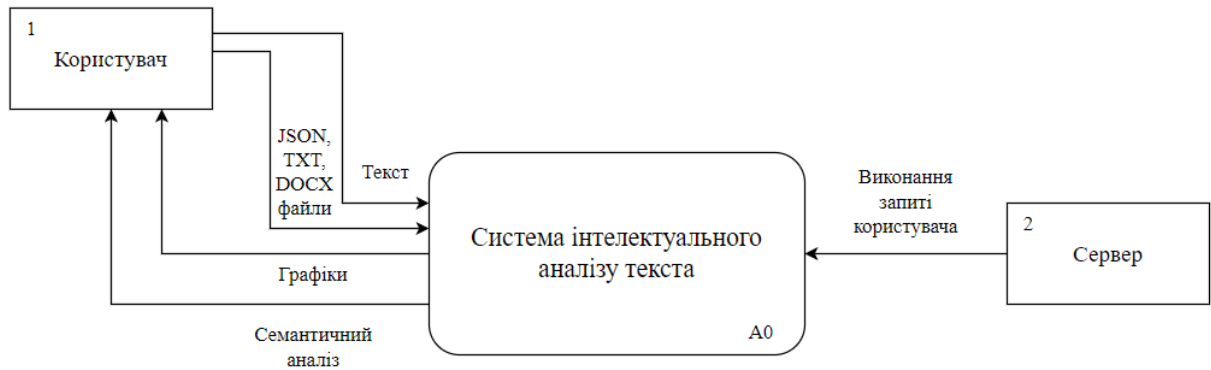 1
Користувач
JSON,
TXT,
DOCX
файли
Текст
Графіки
Семантичний
аналіз
Система інтелектуального
аналізу текста
A0
Виконання
запиті
користувача
2
Сервер